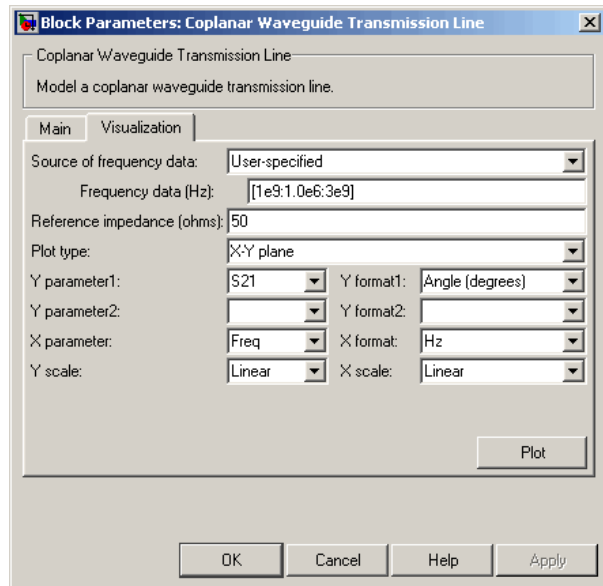 Block Parameters: Coplanar Waveguide Transmission Line
Coplanar Waveguide Transmission Line
Model a coplanar waveguide transmission line.
Main Visualization
Source of frequency data: User-specified
Frequency data (Hz): [1e9:1.0e6:3e9]
Reference impedance (ohms): 50
Plot type: X-Y plane
Y parameter1: S21 Y format1: Angle (degrees)
Y parameter2: Y format2:
X parameter: Freq X format: Hz
Y scale: Linear X scale: Linear
Plot
OK Cancel Help Apply